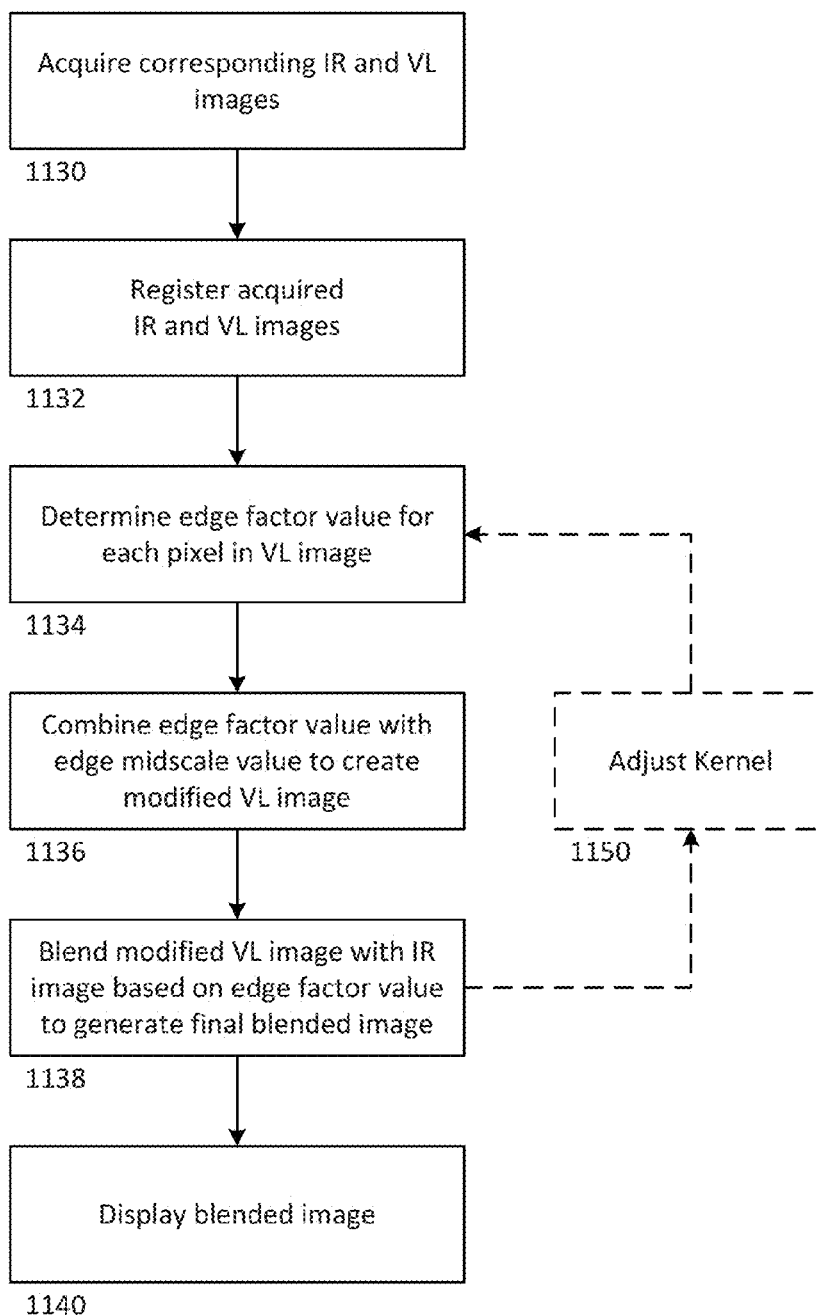 Acquire corresponding IR and VL
images
1130
Register acquired
IR and VL images
1132
Determine edge factor value for
each pixel in VL image
1134
Combine edge factor value with
edge midscale value to create
modified VL image
1136
Adjust Kernel
1150
Blend modified VL image with IR
image based on edge factor value
to generate final blended image
1138
Display blended image
1140